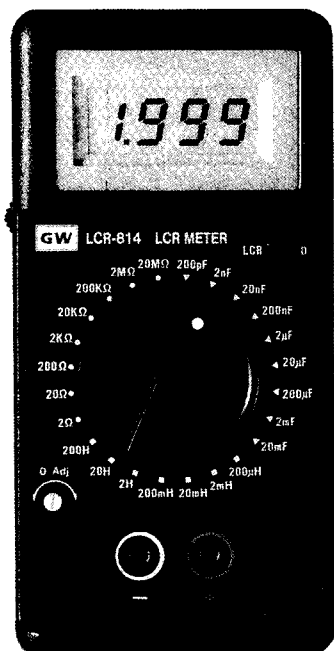 1.999
GW LCR-814 LCR METER
LCR
2MΩ 20MΩ 200pF 2nF
200KΩ 20nF
20KΩ 200nF
2KΩ 2µF
200Ω 20µF
20Ω 200µF
2Ω 2mF
200H 20mF
20H 200µH
2H 2mH
200mH 20mH
0 Adj
−
+